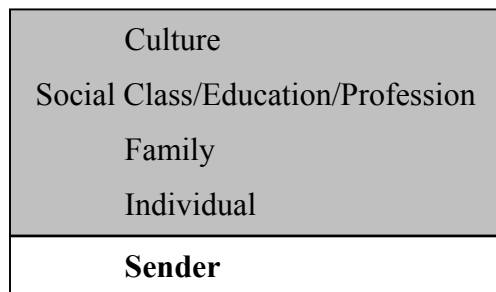 Culture
Social Class/Education/Profession
Family
Individual
Sender